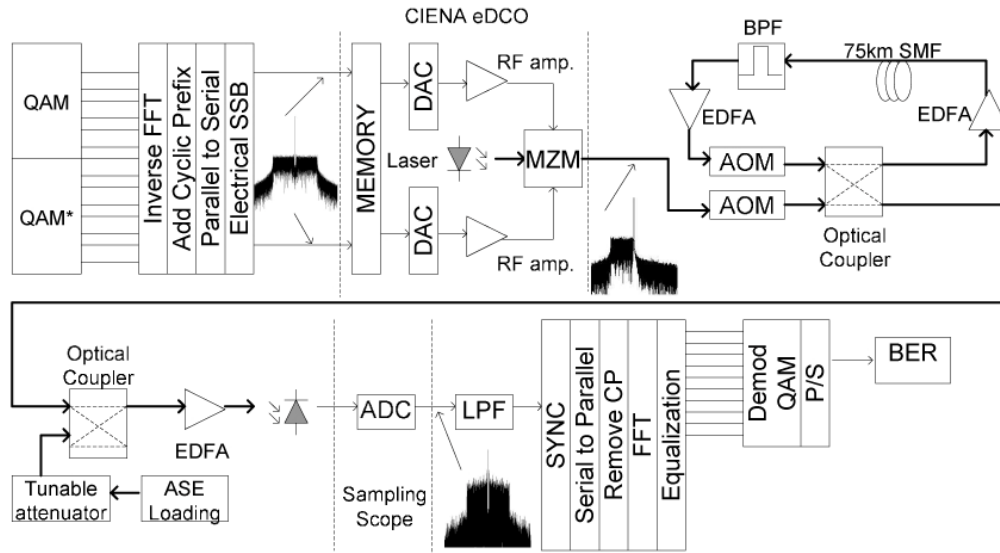 CIENA eDCO
QAM
QAM*
Inverse FFT
Add Cyclic Prefix
Parallel to Serial
Electrical SSB
MEMORY
DAC
RF amp.
Laser
MZM
DAC
RF amp.
BPF
75km SMF
EDFA
EDFA
AOM
AOM
Optical
Coupler
Optical
Coupler
EDFA
Tunable
attenuator
ASE
Loading
ADC
Sampling
Scope
LPF
SYNC
Serial to Parallel
Remove CP
FFT
Equalization
Demod
QAM
P/S
BER